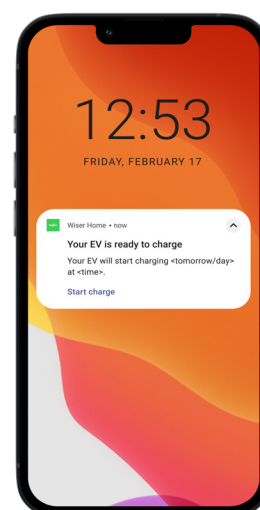 12:53
FRIDAY, FEBRUARY 17
Wiser Home • now
Your EV is ready to charge
Your EV will start charging <tomorrow/day>
at <time>.
Start charge